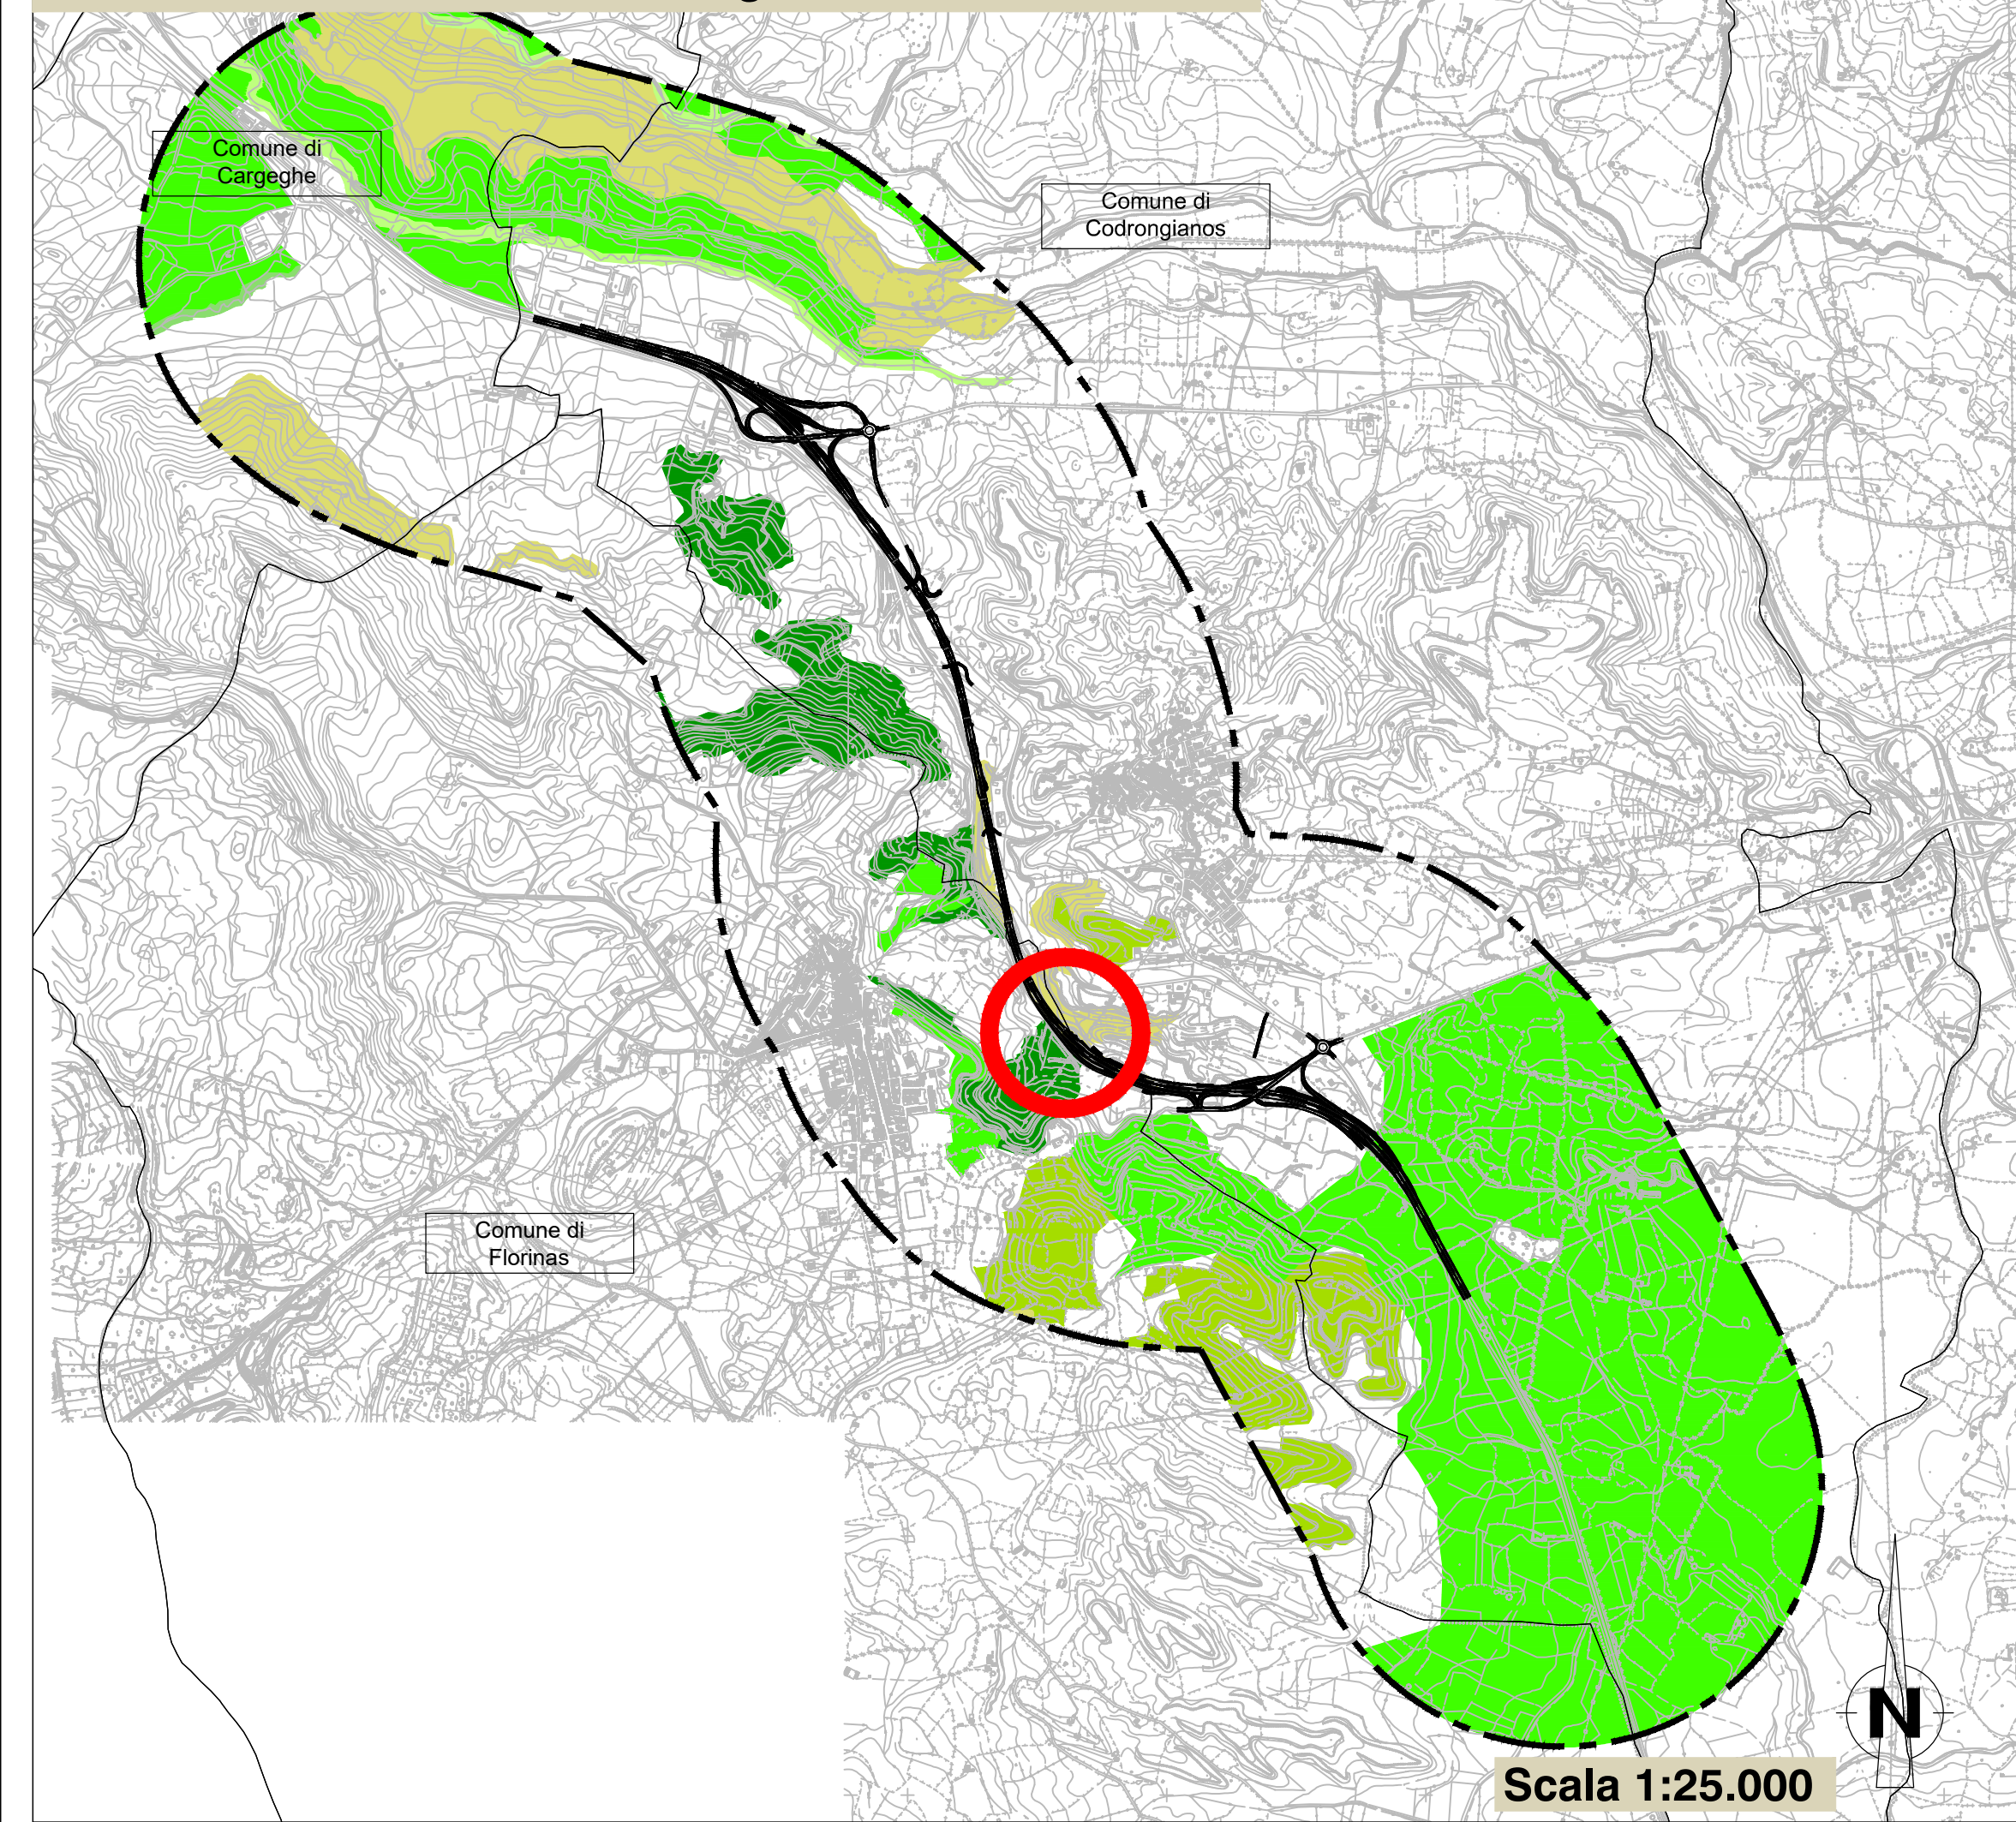 Comune di
Cargeghe
Comune di
Codrongianos
Comune di
Florinas
N
Scala 1:25.000